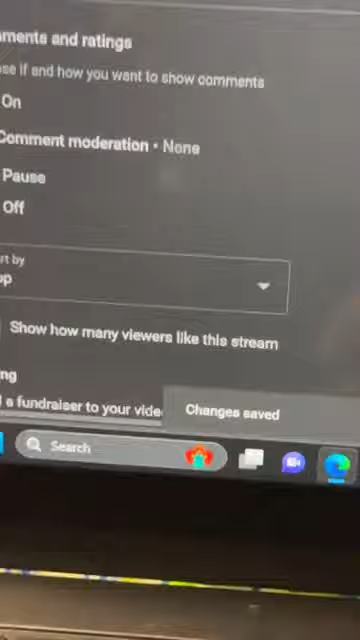 ments and ratings
se if and how you want to show comments
On
Comment moderation • None
Pause
Off
rt by
op
Show how many viewers like this stream
ng
a fundraiser to your vide
Changes saved
Search